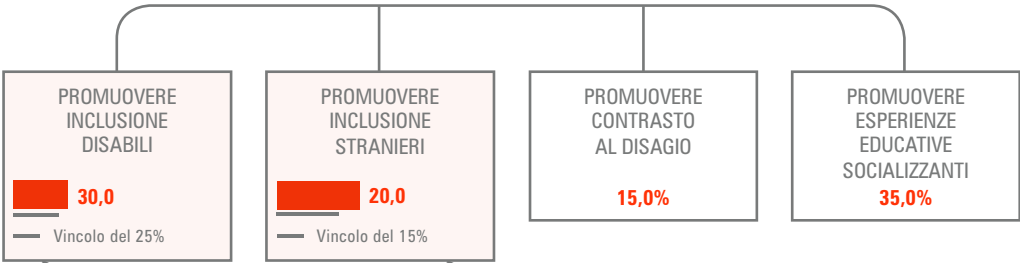 PROMUOVERE
INCLUSIONE
DISABILI
30,0
Vincolo del 25%
PROMUOVERE
INCLUSIONE
STRANIERI
20,0
Vincolo del 15%
PROMUOVERE
CONTRASTO
AL DISAGIO
15,0%
PROMUOVERE
ESPERIENZE
EDUCATIVE
SOCIALIZZANTI
35,0%